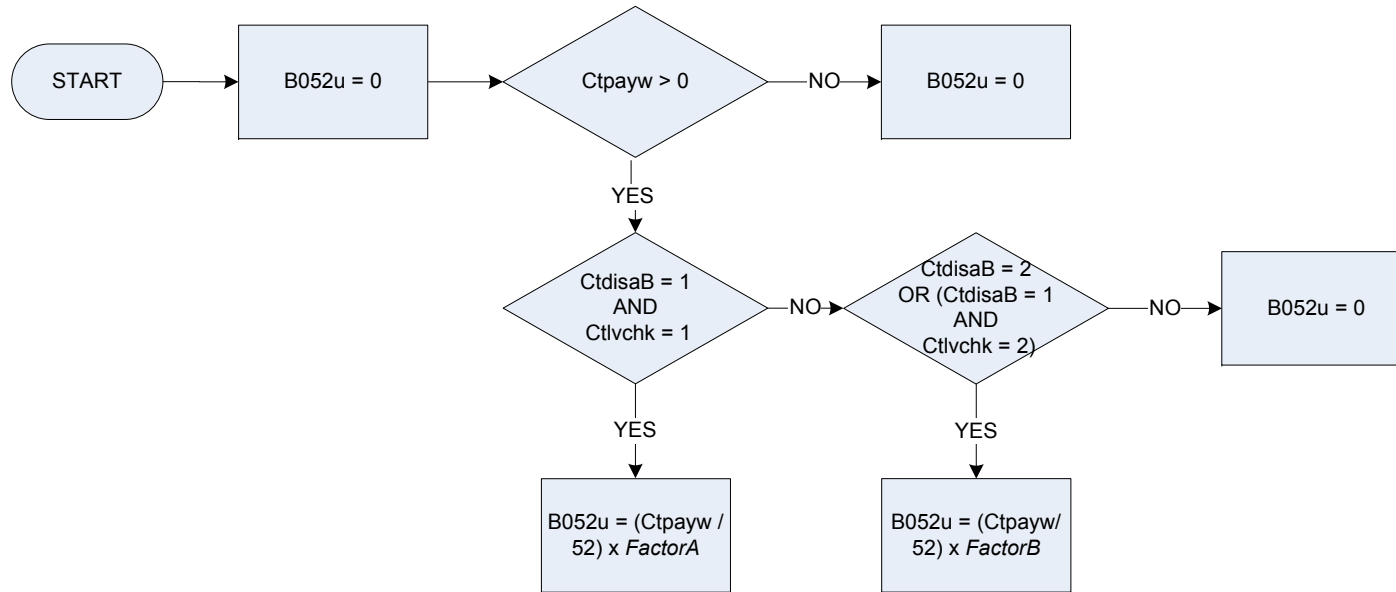 START
B052u = 0
Ctpayw > 0
NO
B052u = 0
YES
CtdisaB = 1
AND
Ctlvchk = 1
NO
CtdisaB = 2
OR (CtdisaB = 1
AND
Ctlvchk = 2)
NO
B052u = 0
YES
YES
B052u = (Ctpayw /
52) x FactorA
B052u = (Ctpayw/
52) x FactorB